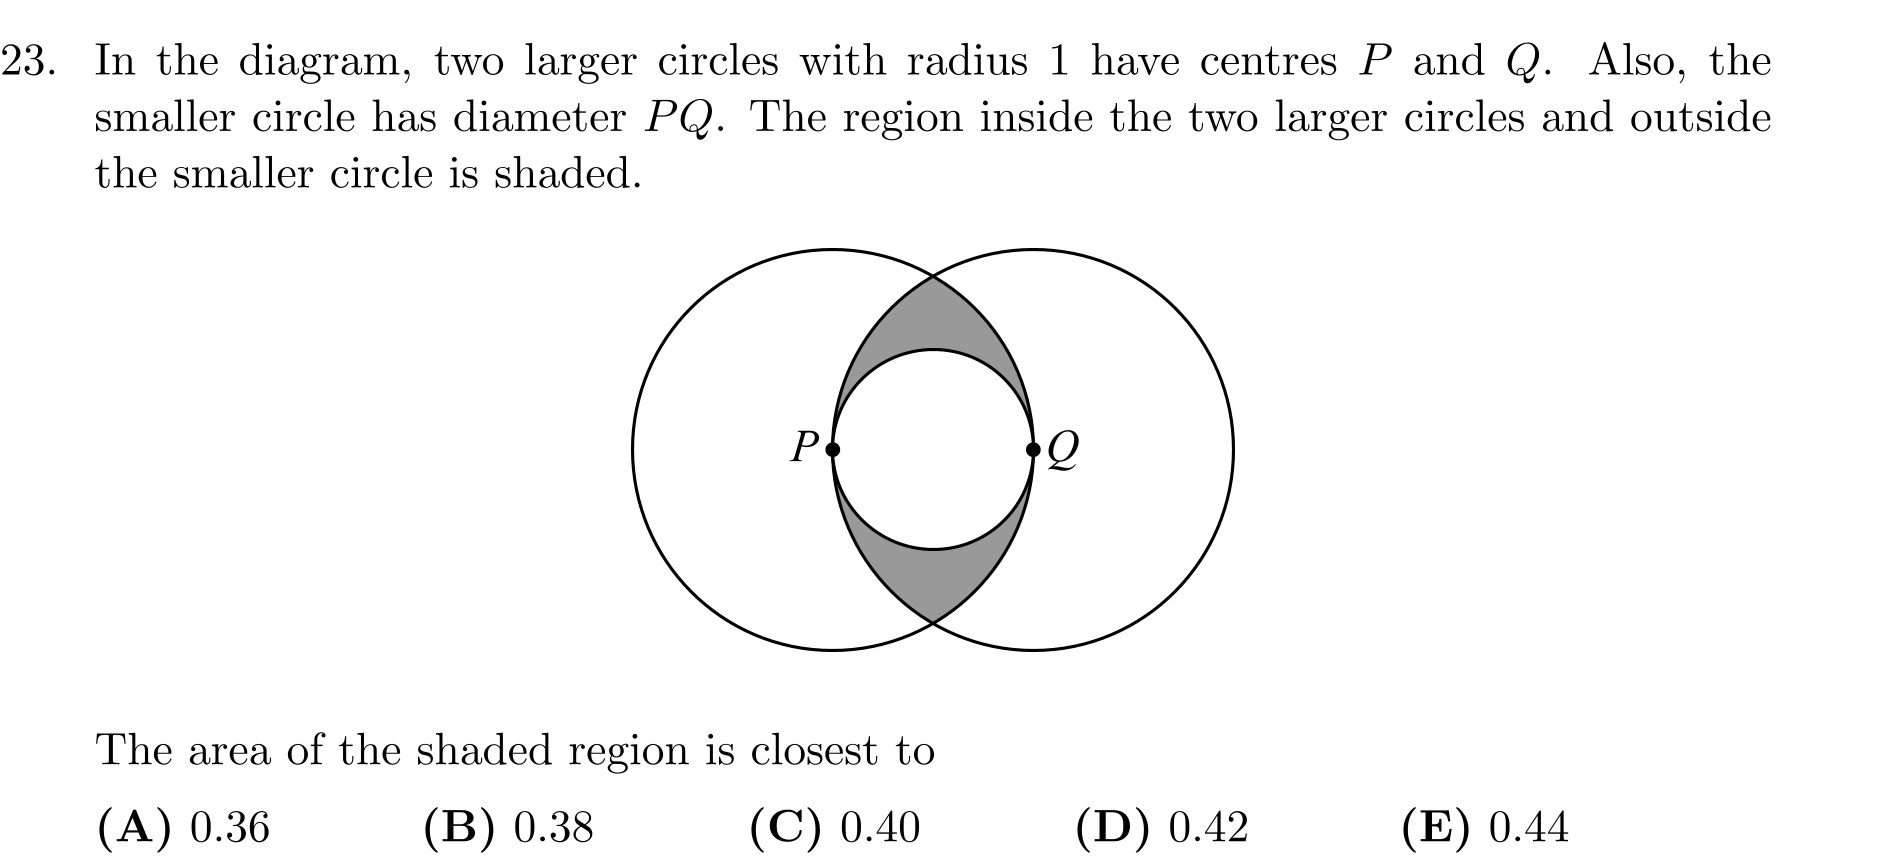 23. In the diagram, two larger circles with radius 1 have centres P and Q. Also, the
smaller circle has diameter PQ. The region inside the two larger circles and outside
the smaller circle is shaded.
P Q
The area of the shaded region is closest to
(A) 0.36 (B) 0.38 (C) 0.40 (D) 0.42 (E) 0.44